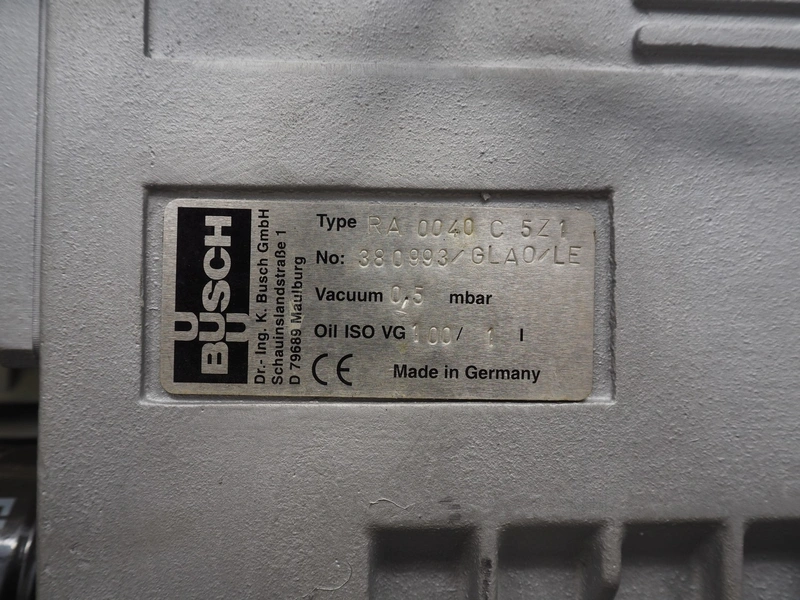 BUSCH
Dr.- Ing. K. Busch GmbH
Schauinslandstraße 1
D 79689 Maulburg
Type RA 0040 C 5Z1
No: 380993/GLAO/LE
Vacuum 0,5 mbar
Oil ISO VG 100/ 1 l
CE Made in Germany